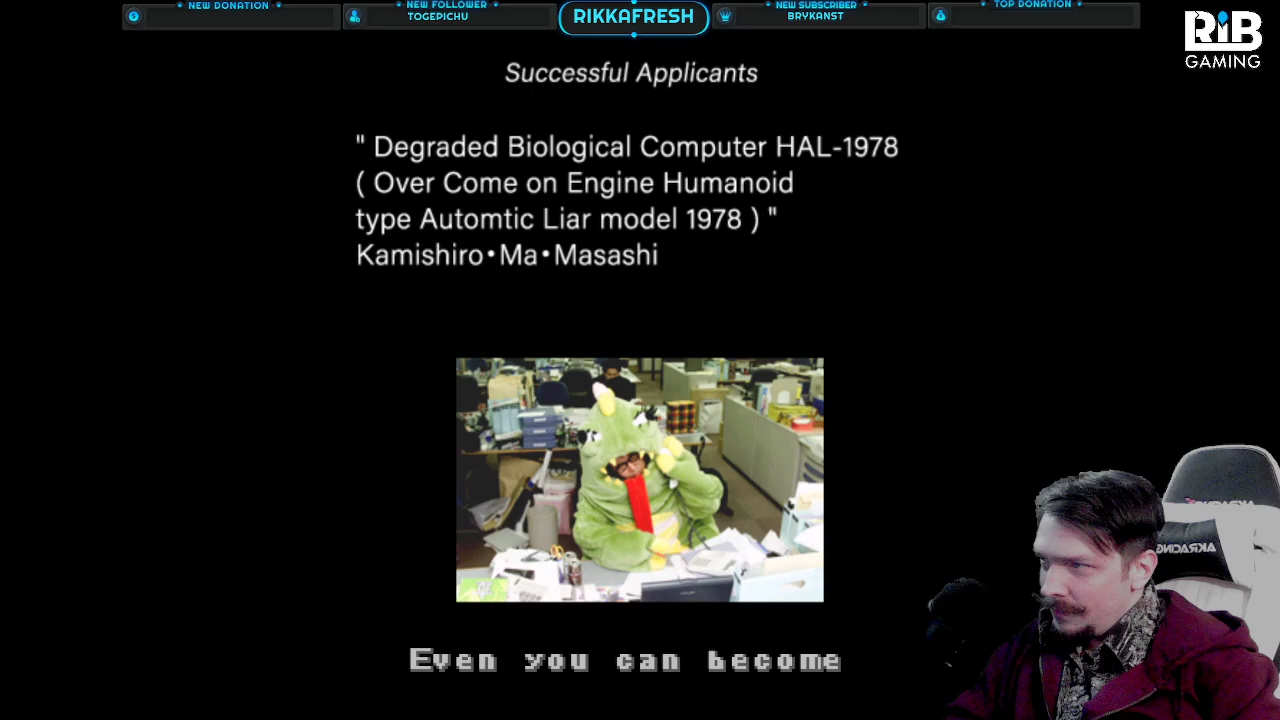 NEW DONATION
NEW FOLLOWER
TOGEPICHU
RIKKAFRESH
NEW SUBSCRIBER
BRYKANST
TOP DONATION
RIB
GAMING
Successful Applicants
" Degraded Biological Computer HAL-1978
( Over Come on Engine Humanoid
type Automtic Liar model 1978 ) "
Kamishiro•Ma•Masashi
AKRACING
Even you can become